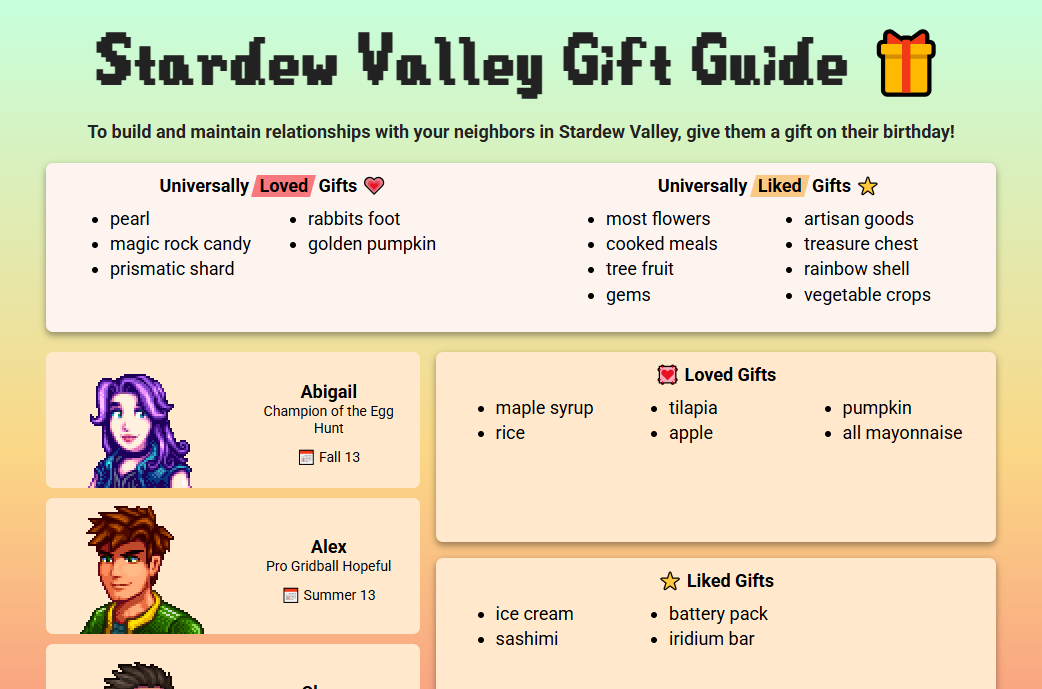 Stardew Valley Gift Guide
To build and maintain relationships with your neighbors in Stardew Valley, give them a gift on their birthday!
Universally Loved Gifts
pearl
magic rock candy
prismatic shard
rabbits foot
golden pumpkin
Universally Liked Gifts
most flowers
cooked meals
tree fruit
gems
artisan goods
treasure chest
rainbow shell
vegetable crops
Abigail
Champion of the Egg
Hunt
Fall 13
Alex
Pro Gridball Hopeful
Summer 13
Loved Gifts
maple syrup
rice
tilapia
apple
pumpkin
all mayonnaise
Liked Gifts
ice cream
sashimi
battery pack
iridium bar